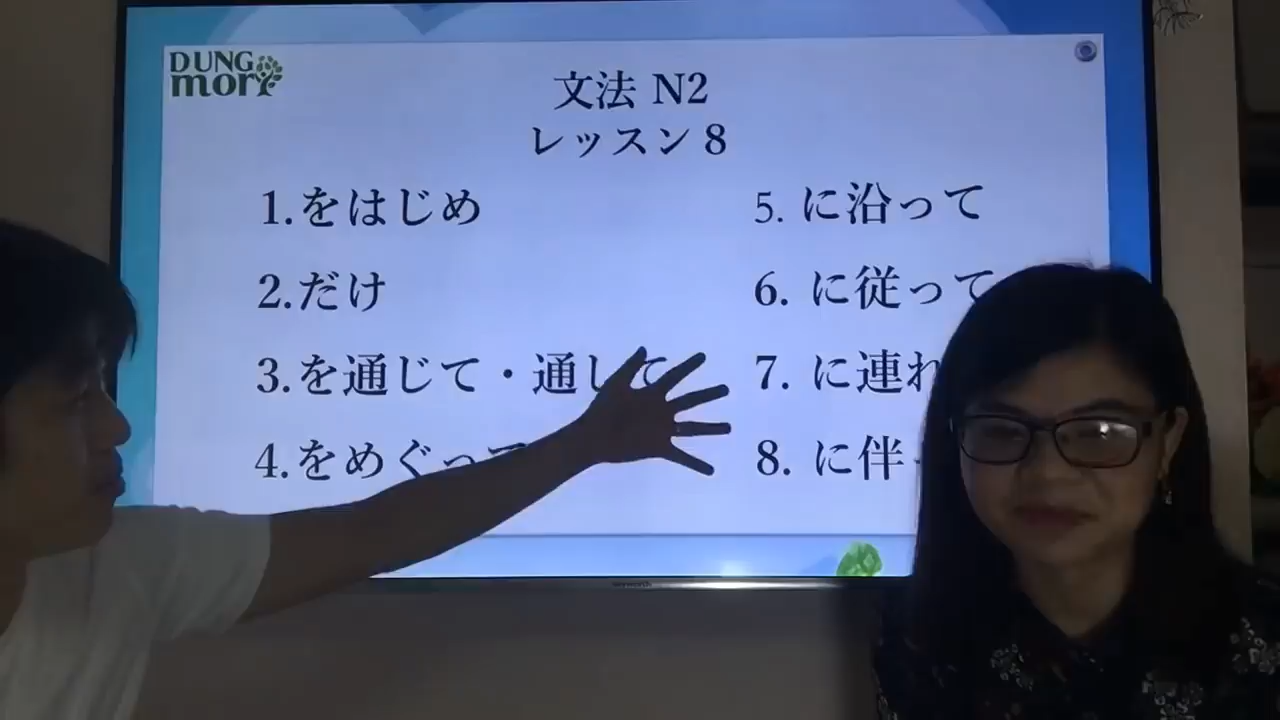 DUNG
mori
文法 N2
レッスン 8
1.をはじめ
2.だけ
3.を通じて・通して
4.をめぐって
5. に沿って
6. に従って
7. に連れ
8. に伴